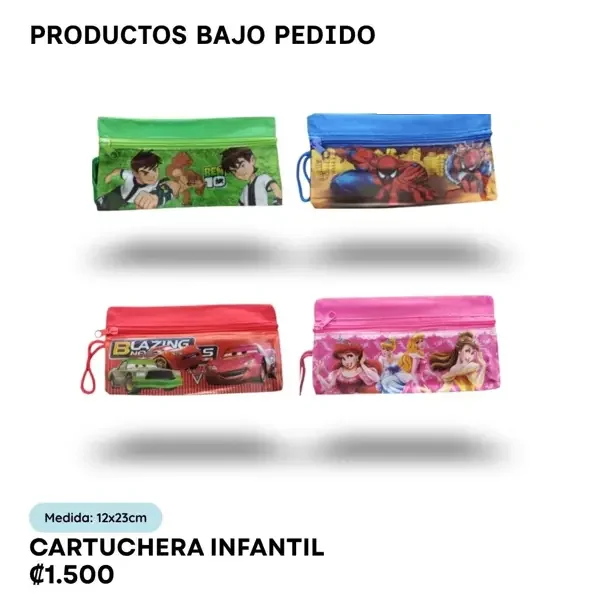 PRODUCTOS BAJO PEDIDO
BEN
10
BLAZING
Medida: 12x23cm
CARTUCHERA INFANTIL
₡1.500